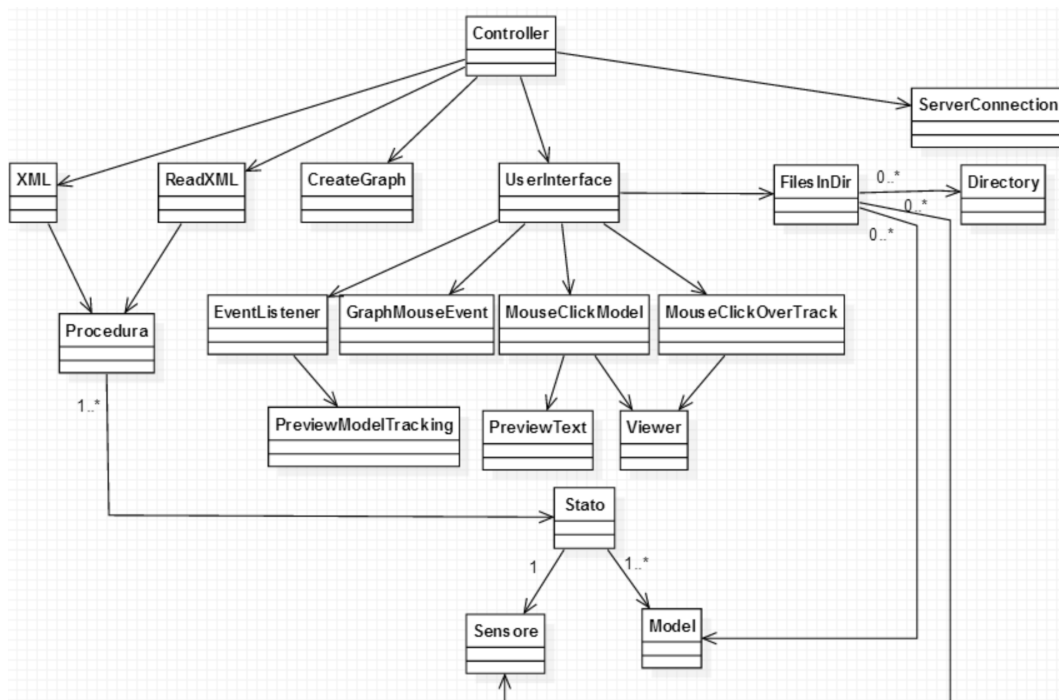 Controller
ServerConnection
XML
ReadXML
CreateGraph
UserInterface
FilesInDir
0..*
Directory
0..*
0..*
EventListener
GraphMouseEvent
MouseClickModel
MouseClickOverTrack
Procedura
1..*
PreviewModelTracking
PreviewText
Viewer
Stato
1
1..*
Sensore
Model